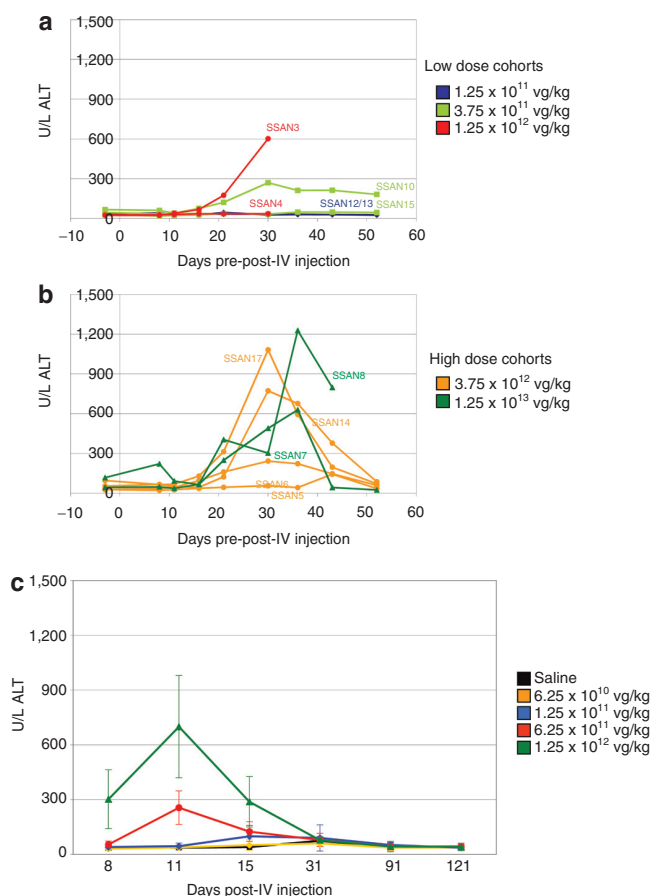 a
1,500
1,200
900
600
300
0
U/L ALT
−10 0 10 20 30 40 50 60
Days pre-post-IV injection
SSAN3
SSAN10
SSAN4
SSAN12/13
SSAN15
Low dose cohorts
1.25 x 10¹¹ vg/kg
3.75 x 10¹¹ vg/kg
1.25 x 10¹² vg/kg
b
1,500
1,200
900
600
300
0
U/L ALT
−10 0 10 20 30 40 50 60
Days pre-post-IV injection
SSAN17
SSAN8
SSAN14
SSAN7
SSAN6
SSAN5
High dose cohorts
3.75 x 10¹² vg/kg
1.25 x 10¹³ vg/kg
c
1,500
1,200
900
600
300
0
U/L ALT
8 11 15 31 91 121
Days post-IV injection
Saline
6.25 x 10¹⁰ vg/kg
1.25 x 10¹¹ vg/kg
6.25 x 10¹¹ vg/kg
1.25 x 10¹² vg/kg